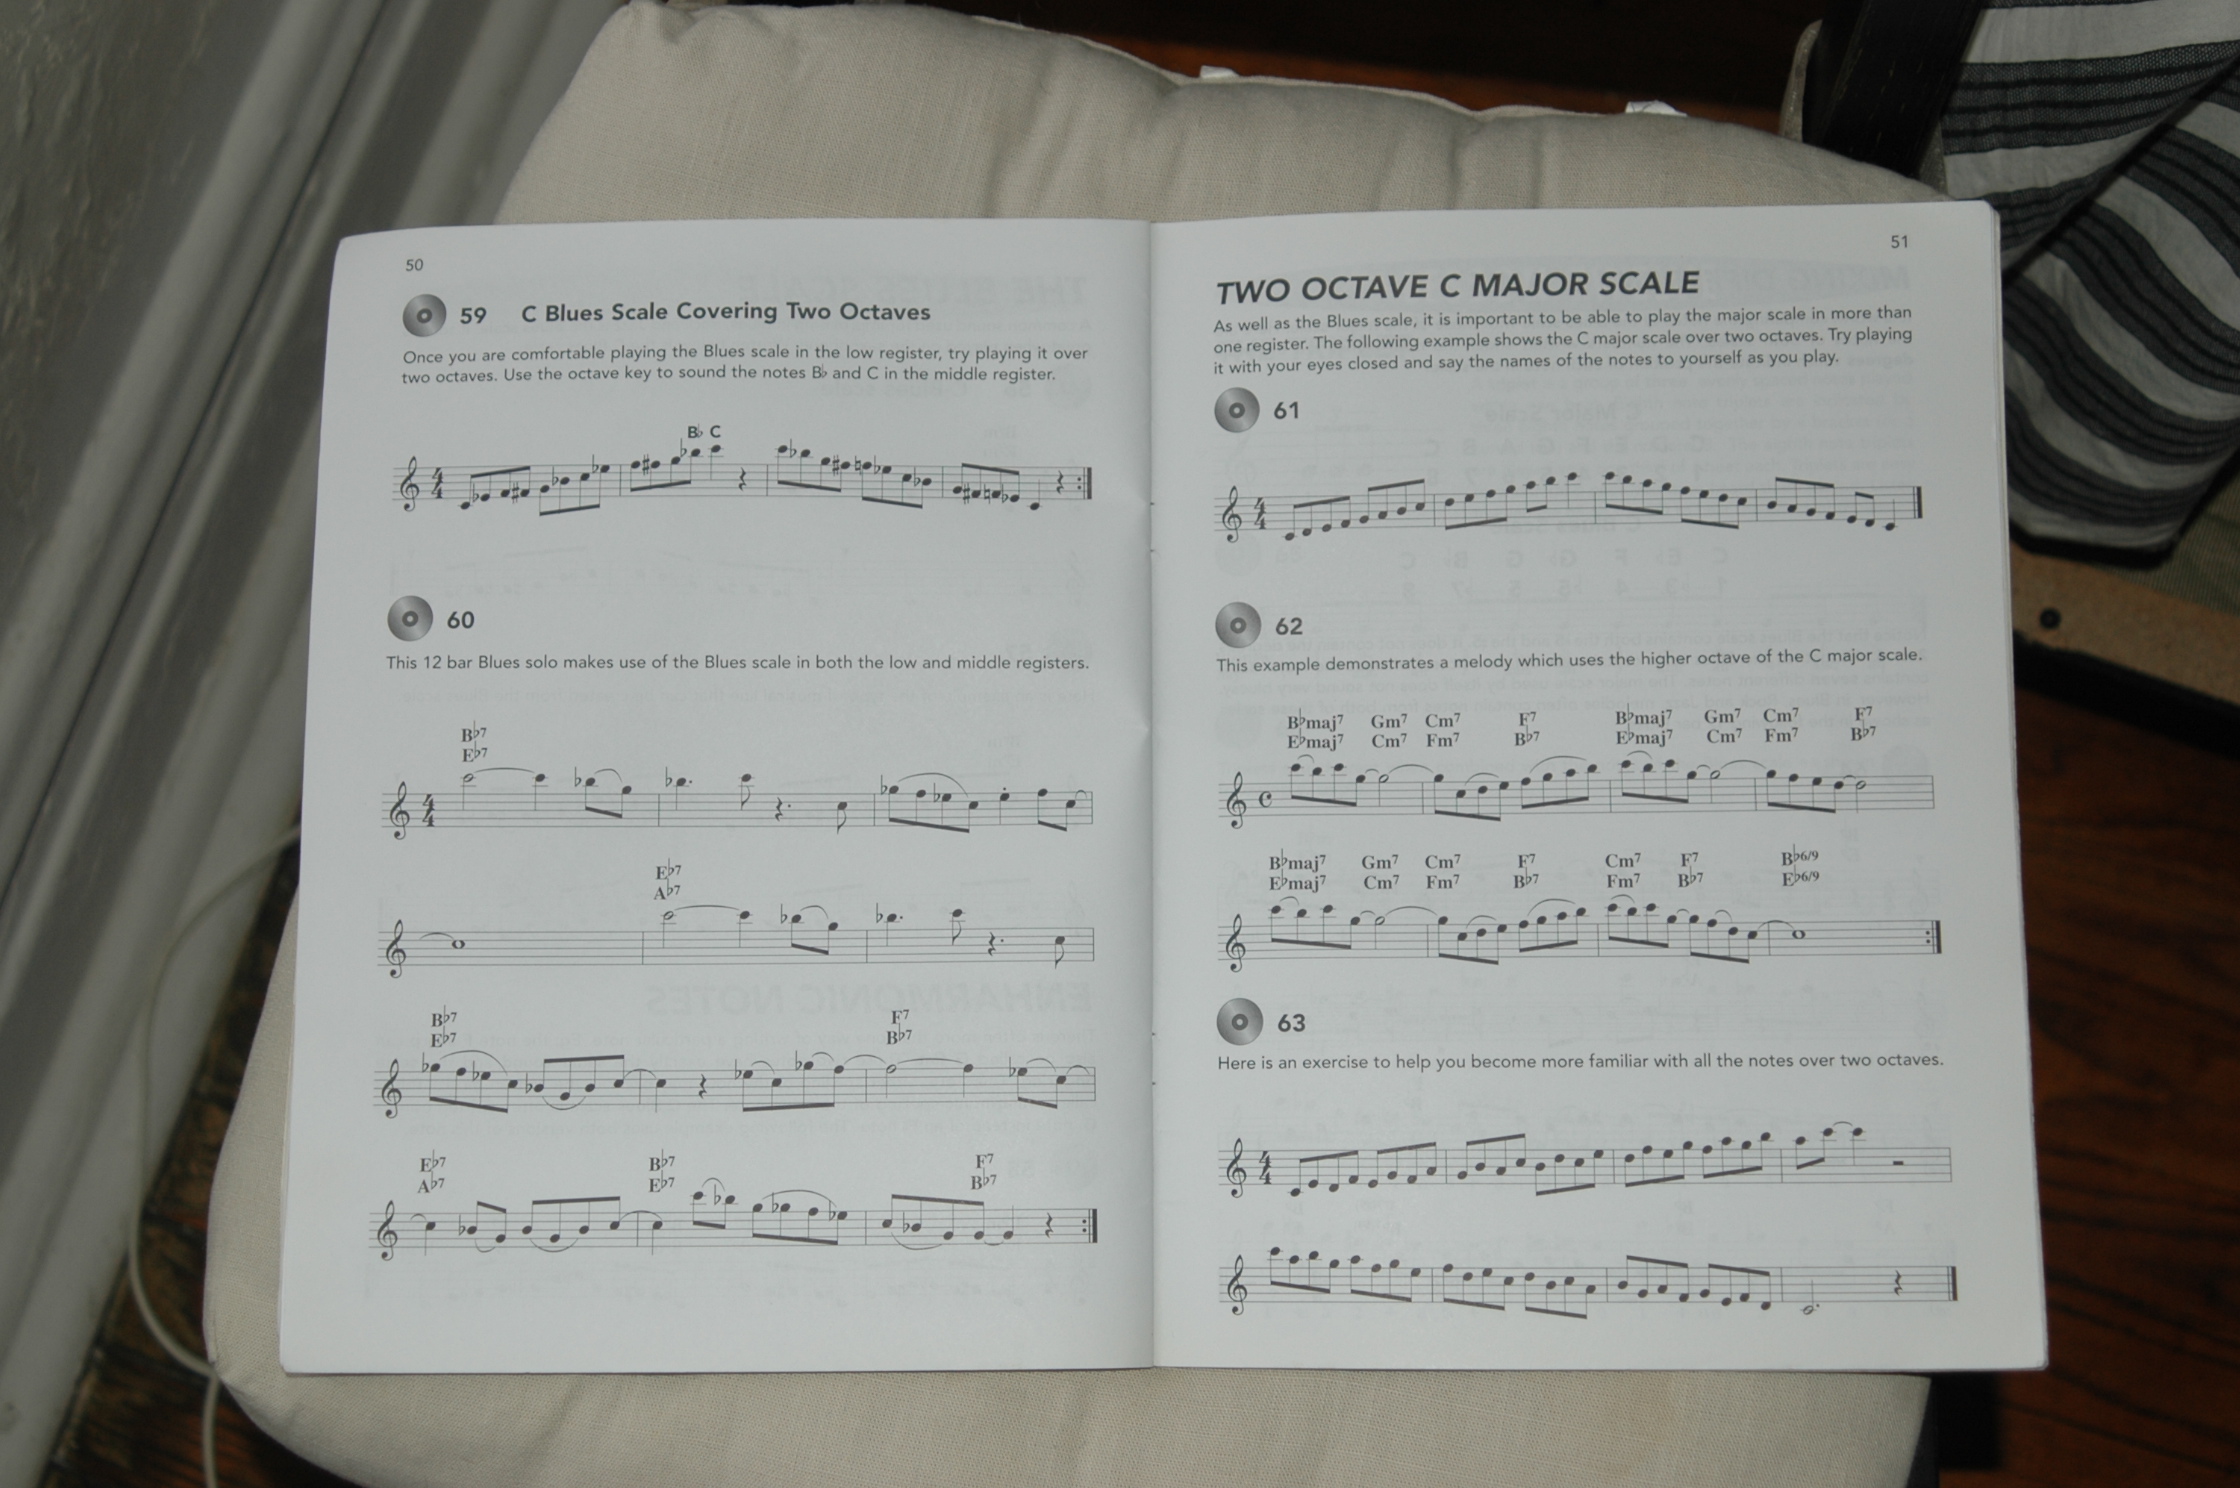 50
59 C Blues Scale Covering Two Octaves
Once you are comfortable playing the Blues scale in the low register, try playing it over
two octaves. Use the octave key to sound the notes B♭ and C in the middle register.
B♭ C
60
This 12 bar Blues solo makes use of the Blues scale in both the low and middle registers.
B♭7
E♭7
E♭7
A♭7
B♭7 F7
E♭7 B♭7
E♭7 B♭7 F7
A♭7 E♭7 B♭7
51
TWO OCTAVE C MAJOR SCALE
As well as the Blues scale, it is important to be able to play the major scale in more than
one register. The following example shows the C major scale over two octaves. Try playing
it with your eyes closed and say the names of the notes to yourself as you play.
61
62
This example demonstrates a melody which uses the higher octave of the C major scale.
B♭maj7 Gm7 Cm7 F7 B♭maj7 Gm7 Cm7 F7
E♭maj7 Cm7 Fm7 B♭7 E♭maj7 Cm7 Fm7 B♭7
B♭maj7 Gm7 Cm7 F7 Cm7 F7 B♭6/9
E♭maj7 Cm7 Fm7 B♭7 Fm7 B♭7 E♭6/9
63
Here is an exercise to help you become more familiar with all the notes over two octaves.